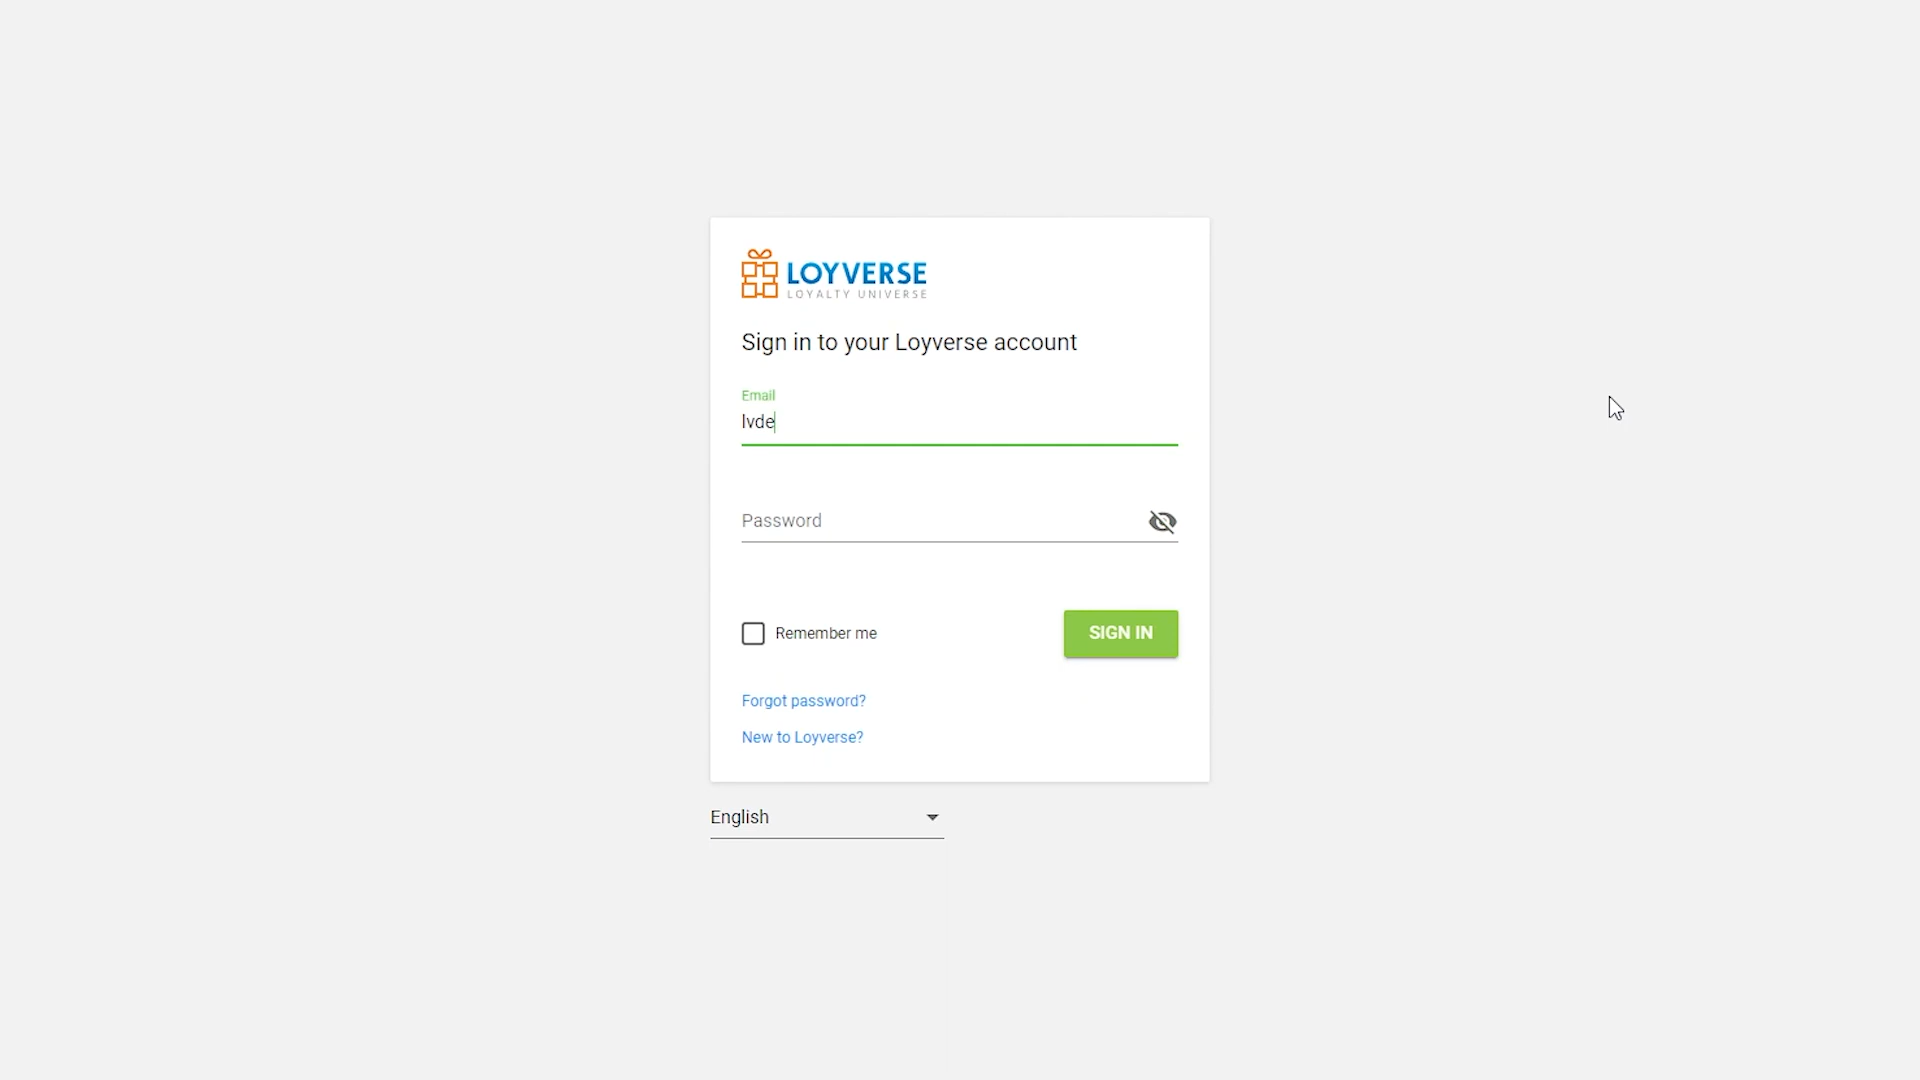 LOYVERSE
LOYALTY UNIVERSE
Sign in to your Loyverse account
Email
lvde
Password
Remember me
SIGN IN
Forgot password?
New to Loyverse?
English